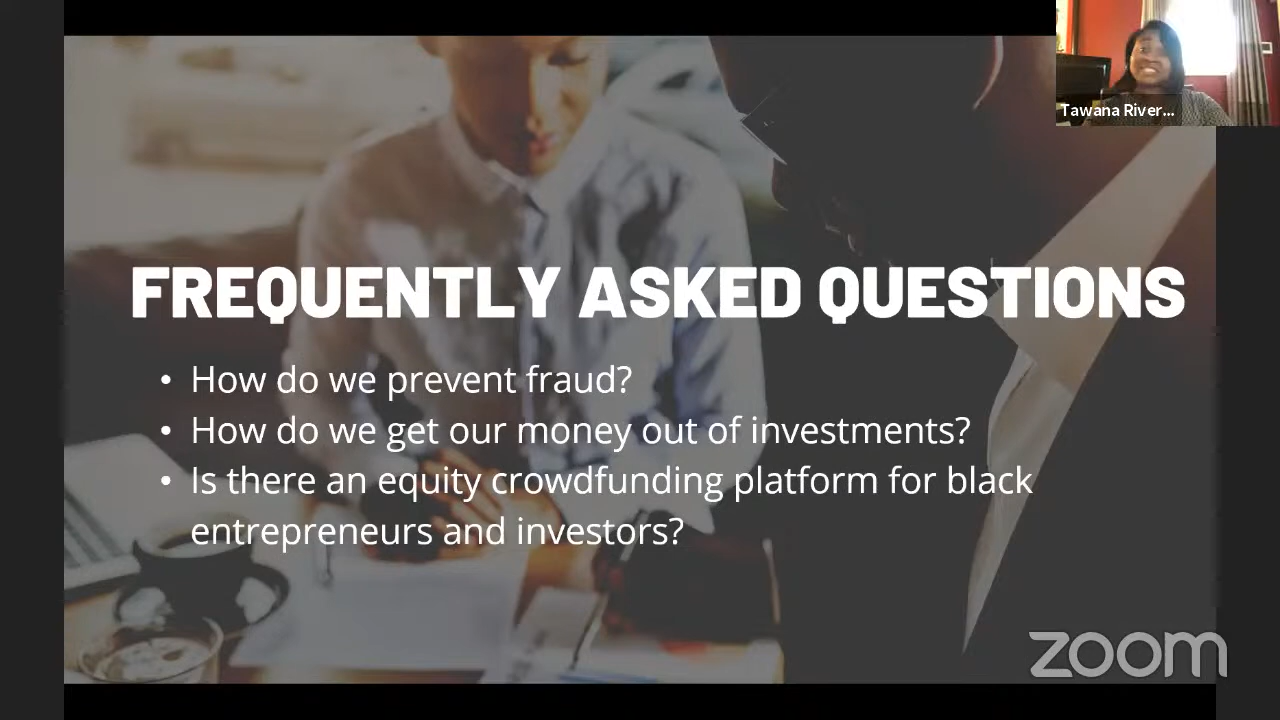 Tawana River...
FREQUENTLY ASKED QUESTIONS
• How do we prevent fraud?
• How do we get our money out of investments?
• Is there an equity crowdfunding platform for black
entrepreneurs and investors?
zoom